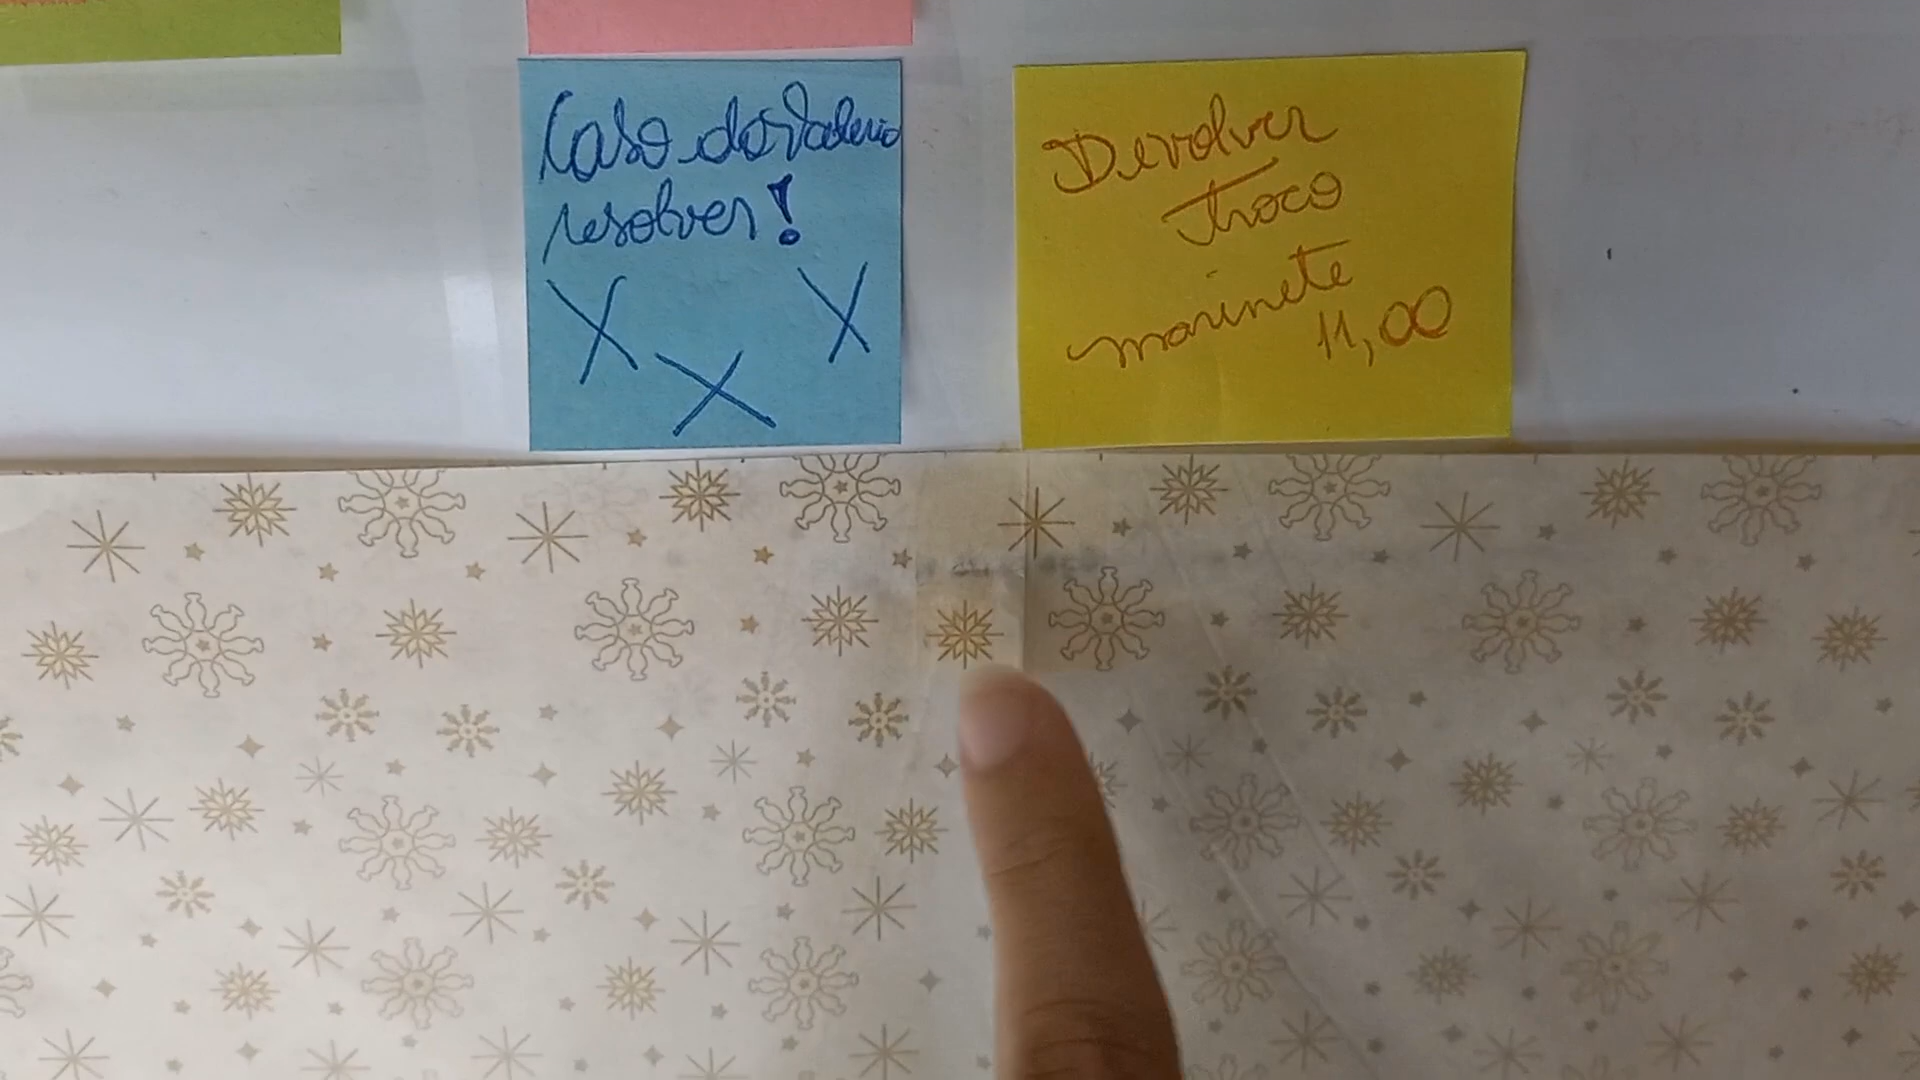 Caso do Valerio
resolver!
X X
X
Devolver
troco
marinete
11,00